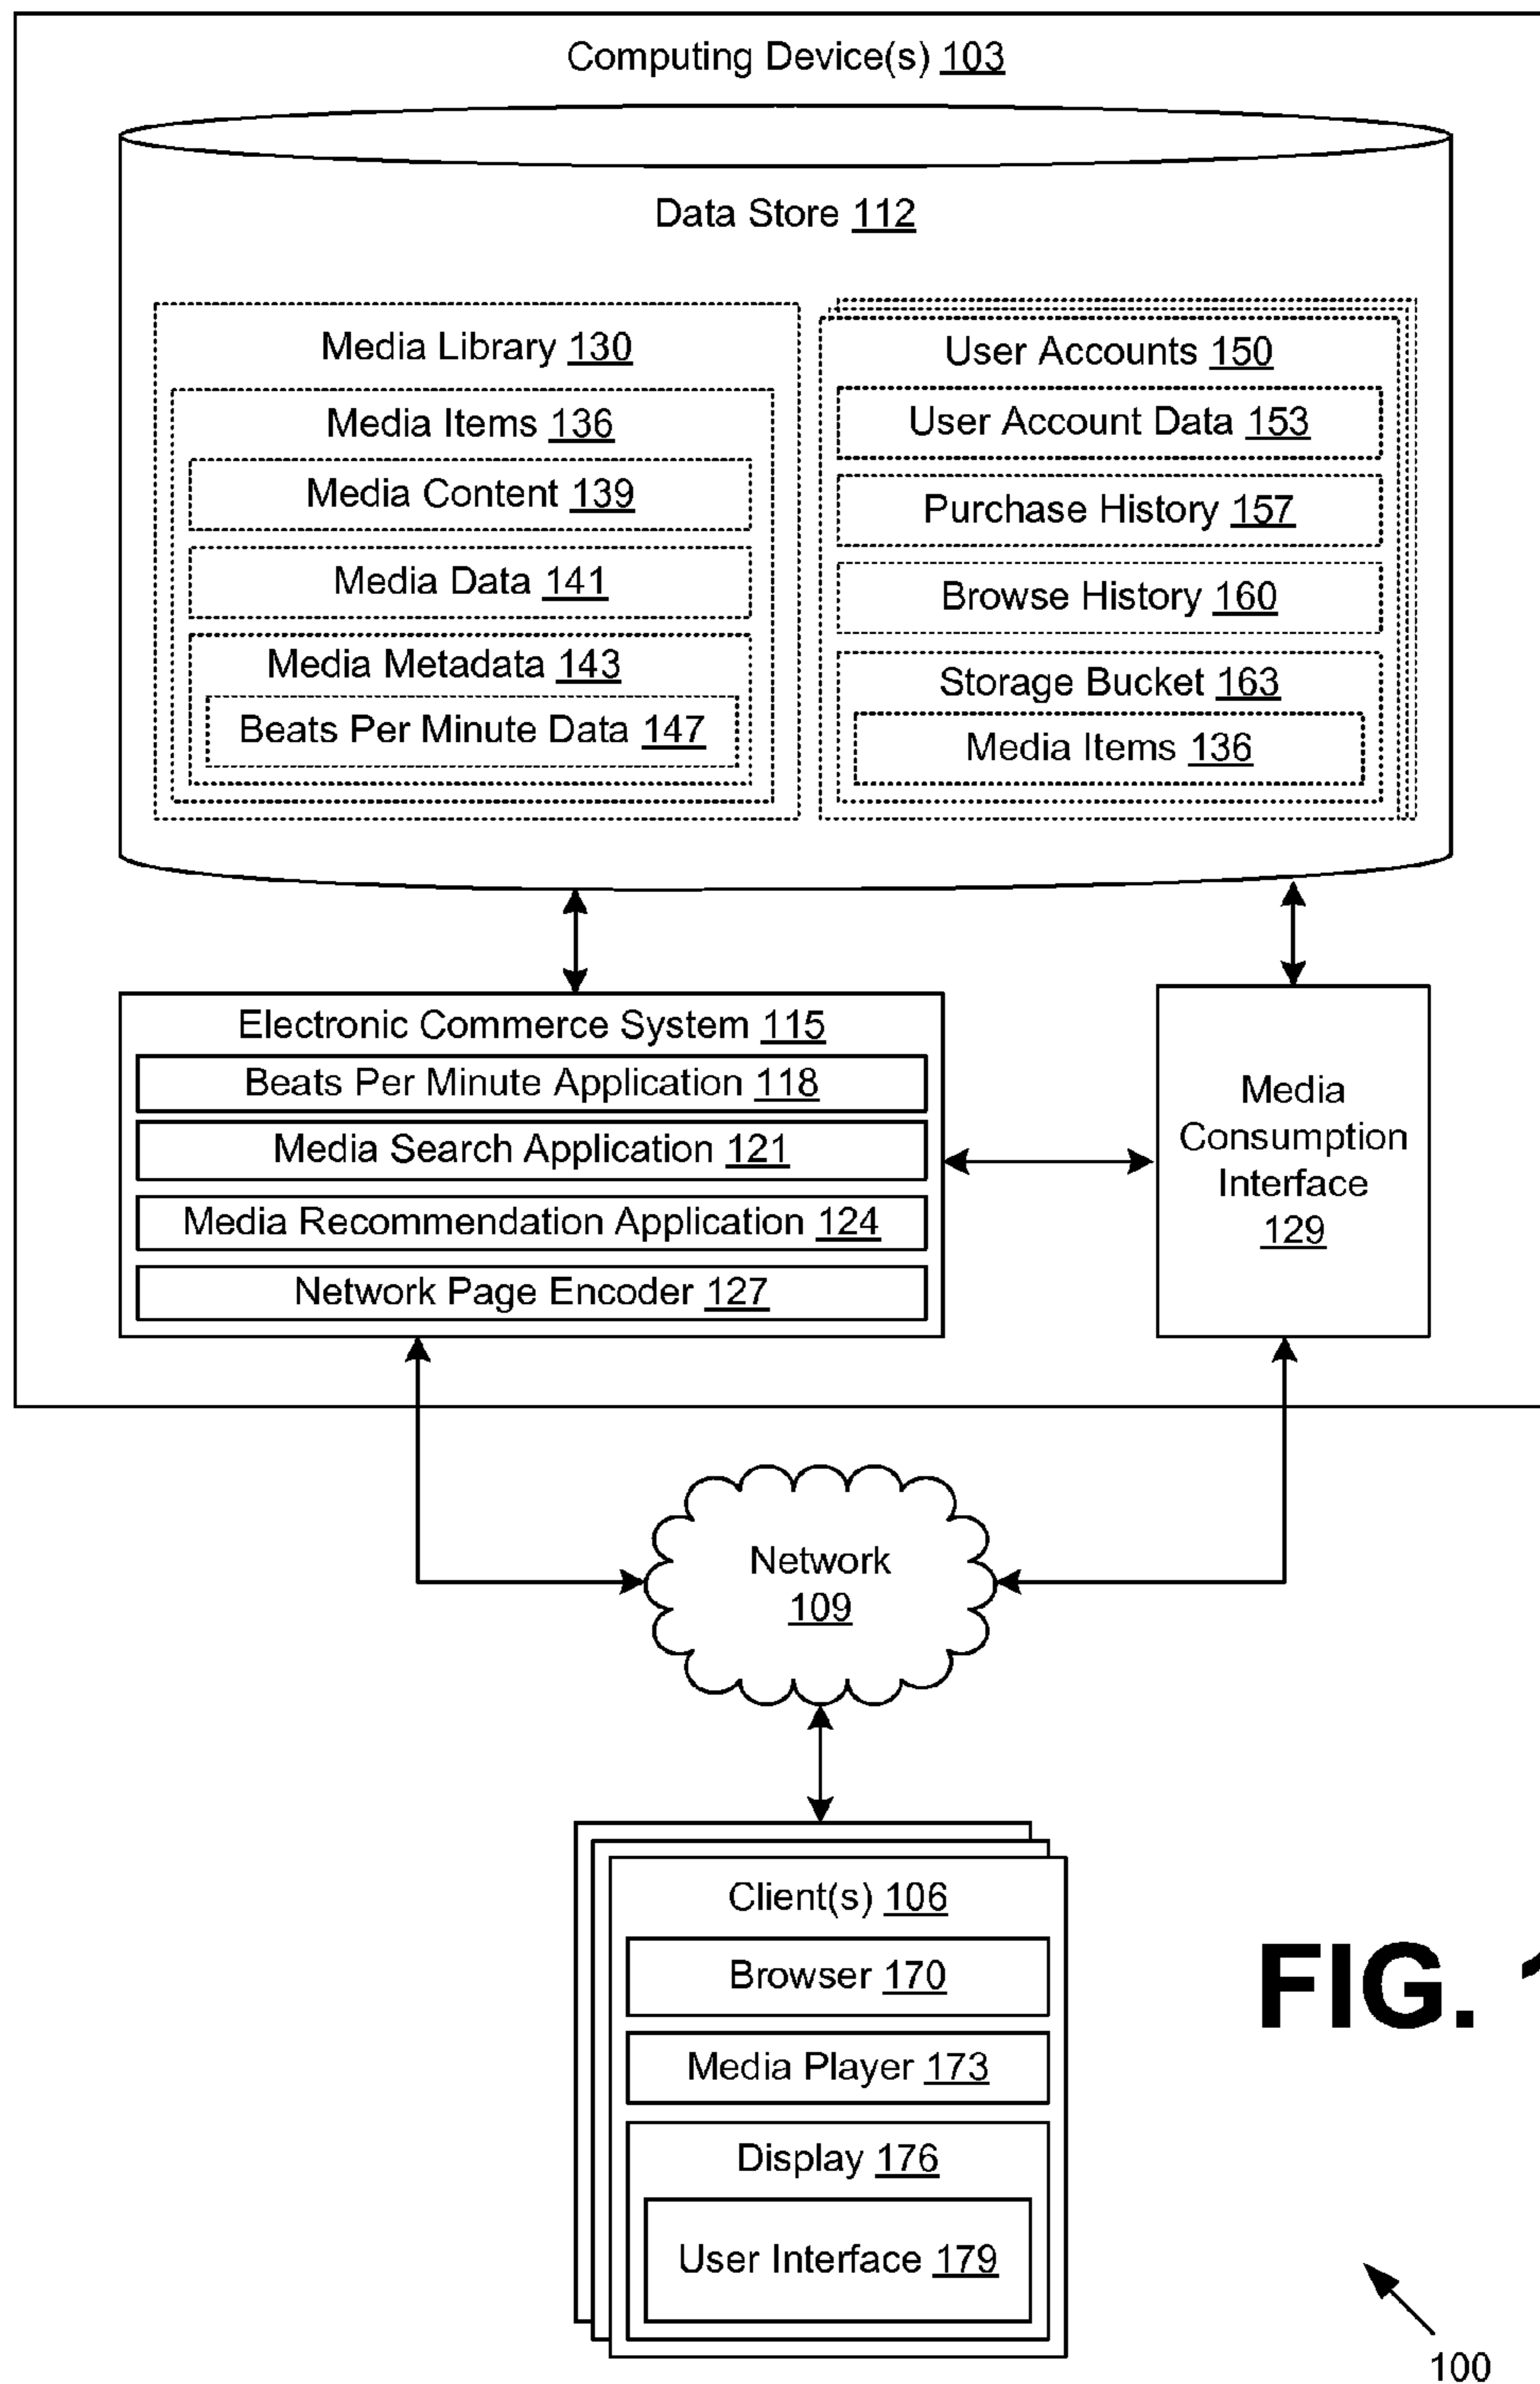 Computing Device(s) 103
Data Store 112
Media Library 130
Media Items 136
Media Content 139
Media Data 141
Media Metadata 143
Beats Per Minute Data 147
User Accounts 150
User Account Data 153
Purchase History 157
Browse History 160
Storage Bucket 163
Media Items 136
Electronic Commerce System 115
Beats Per Minute Application 118
Media Search Application 121
Media Recommendation Application 124
Network Page Encoder 127
Media
Consumption
Interface
129
Network
109
Client(s) 106
Browser 170
Media Player 173
Display 176
User Interface 179
FIG. 1
100